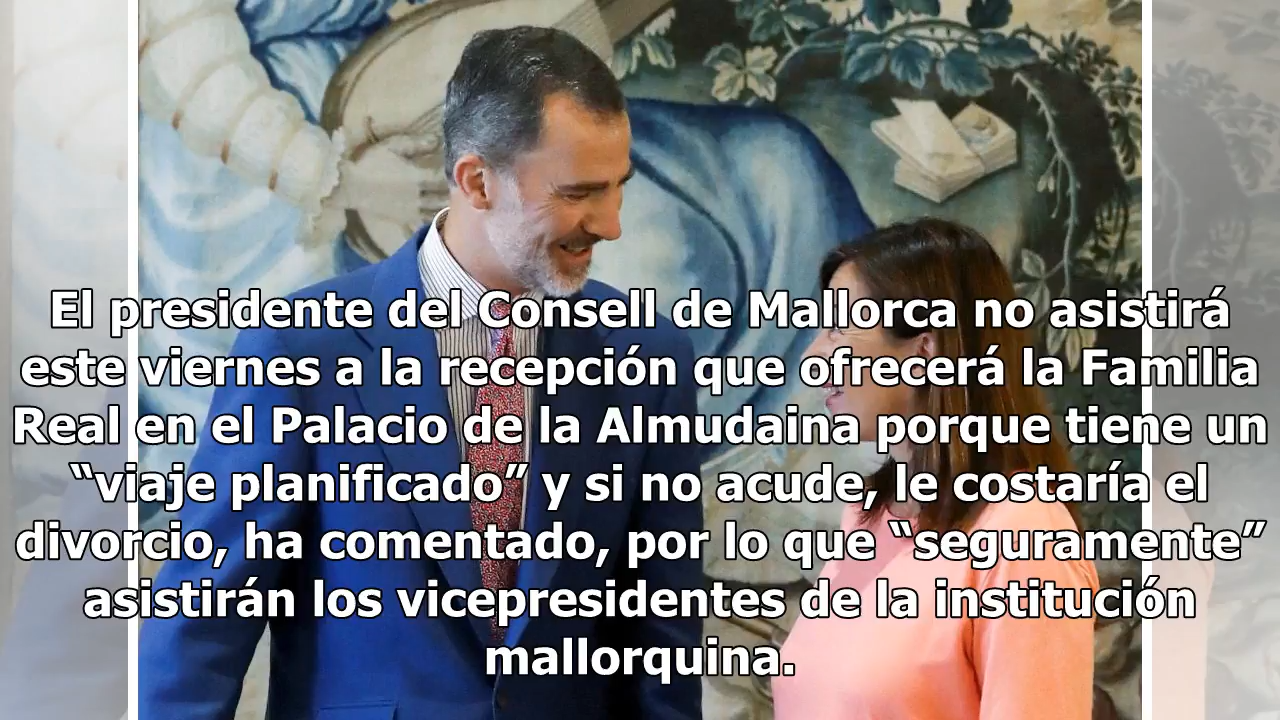 El presidente del Consell de Mallorca no asistirá
este viernes a la recepción que ofrecerá la Familia
Real en el Palacio de la Almudaina porque tiene un
“viaje planificado” y si no acude, le costaría el
divorcio, ha comentado, por lo que “seguramente”
asistirán los vicepresidentes de la institución
mallorquina.